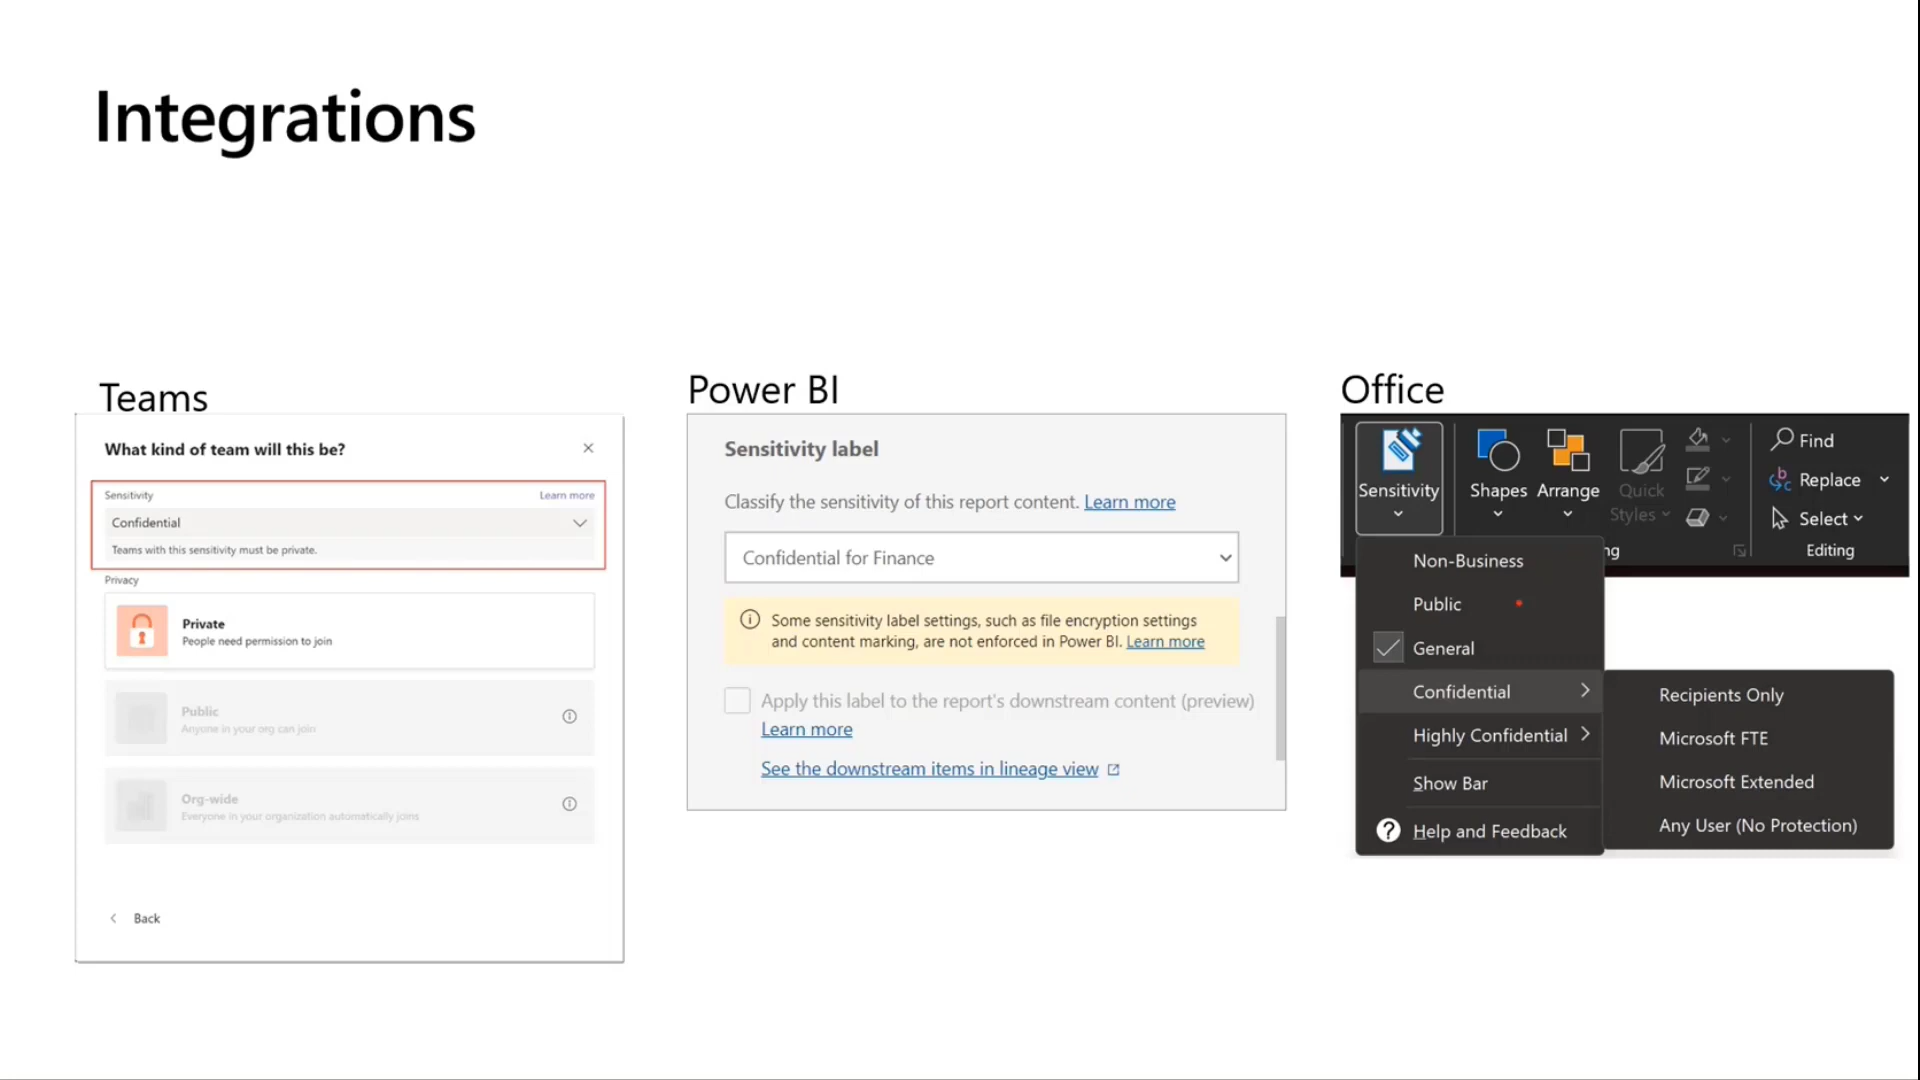 Integrations
Teams
What kind of team will this be?
Sensitivity
Learn more
Confidential
Teams with this sensitivity must be private.
Privacy
Private
People need permission to join
Public
Anyone in your org can join
Org-wide
Everyone in your organization automatically joins
Back
Power BI
Sensitivity label
Classify the sensitivity of this report content. Learn more
Confidential for Finance
Some sensitivity label settings, such as file encryption settings
and content marking, are not enforced in Power BI. Learn more
Apply this label to the report's downstream content (preview)
Learn more
See the downstream items in lineage view
Office
Sensitivity
Shapes
Arrange
Quick
Styles
Find
Replace
Select
ng
Editing
Non-Business
Public
General
Confidential
Highly Confidential
Show Bar
Help and Feedback
Recipients Only
Microsoft FTE
Microsoft Extended
Any User (No Protection)